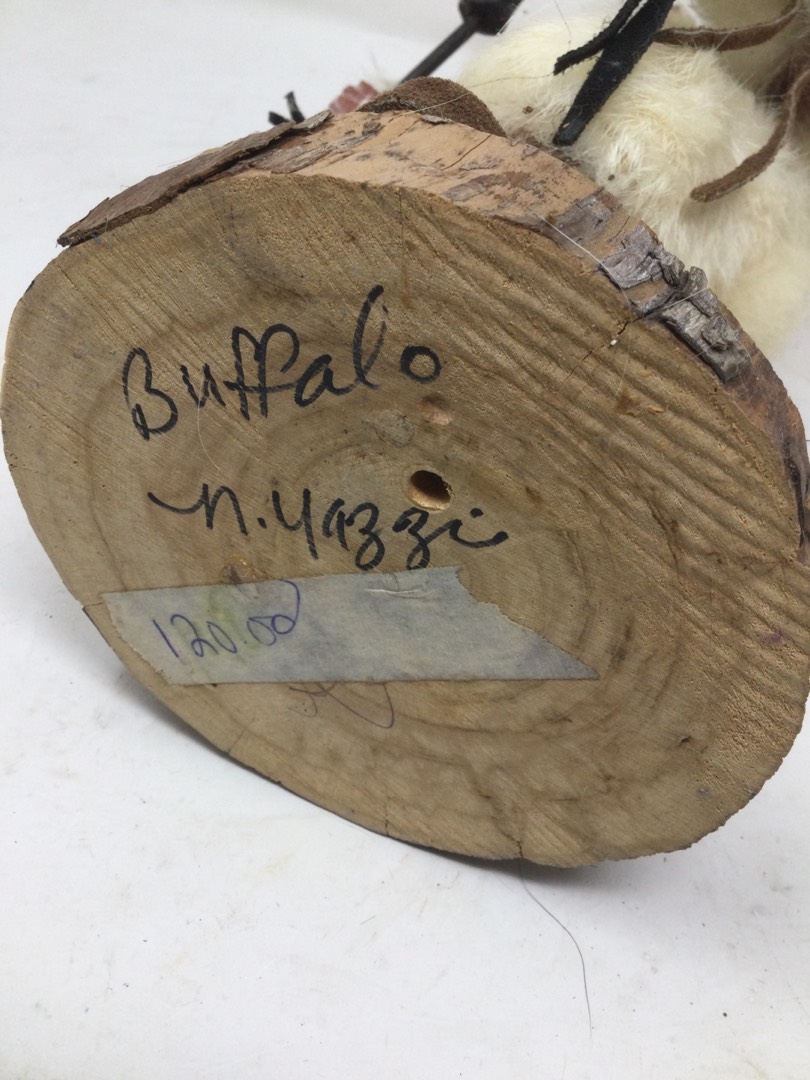 Buffalo
N. Yazzie
120.00